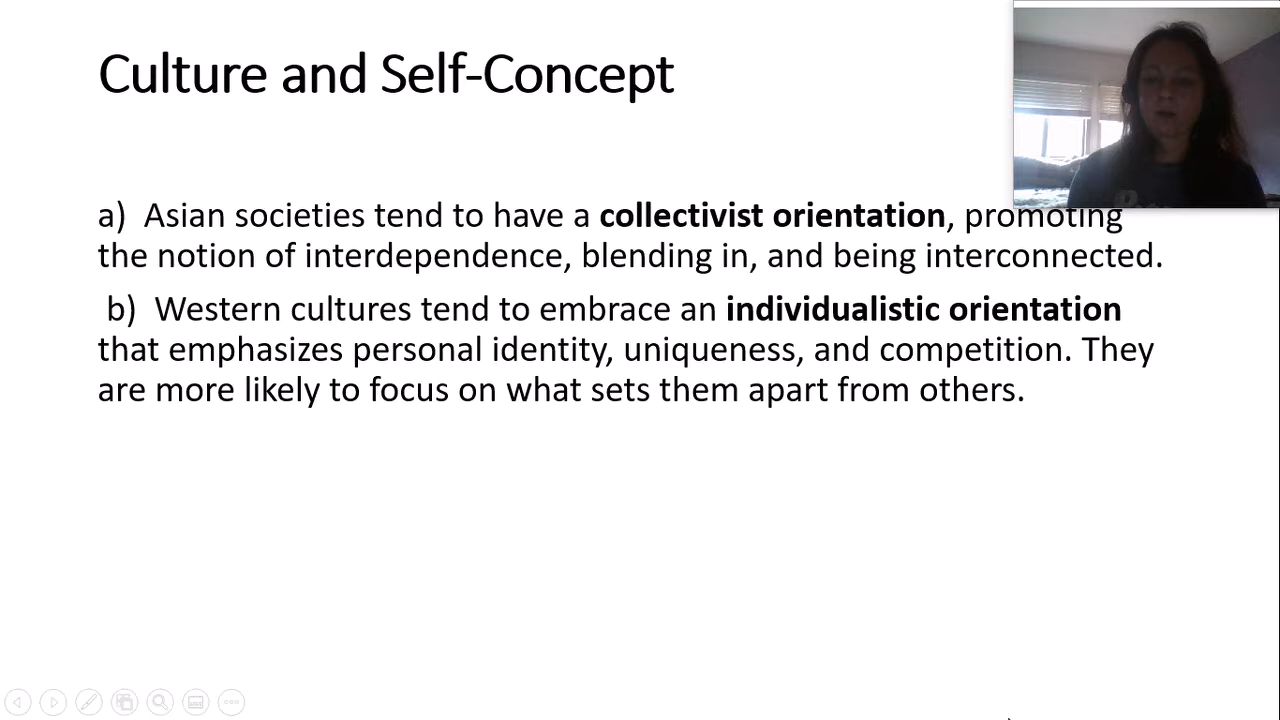 Culture and Self-Concept
a) Asian societies tend to have a collectivist orientation, promoting
the notion of interdependence, blending in, and being interconnected.
b) Western cultures tend to embrace an individualistic orientation
that emphasizes personal identity, uniqueness, and competition. They
are more likely to focus on what sets them apart from others.